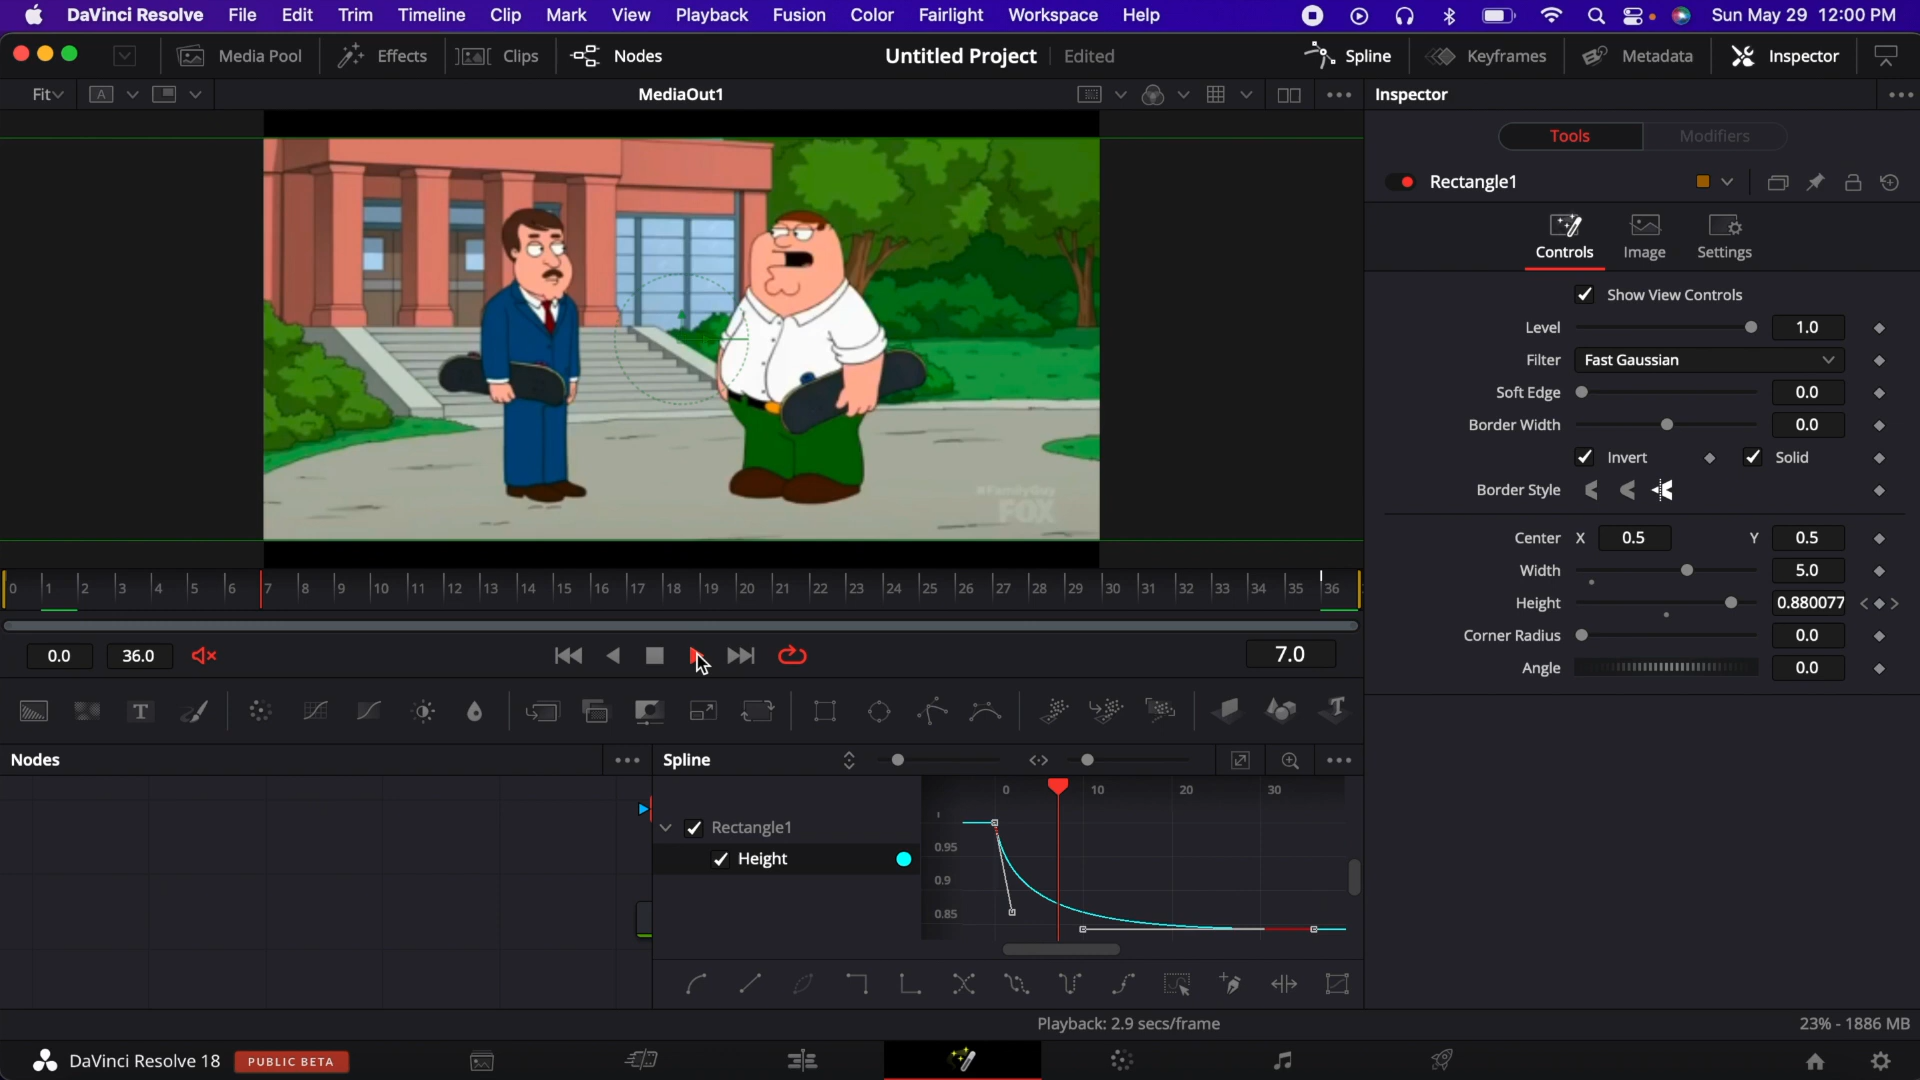 DaVinci Resolve File Edit Trim Timeline Clip Mark View Playback Fusion Color Fairlight Workspace Help Sun May 29 12:00 PM
Media Pool Effects Clips Nodes Untitled Project Edited Spline Keyframes Metadata Inspector
Fit A MediaOut1 Inspector
Tools Modifiers
Rectangle1
Controls Image Settings
Show View Controls
Level 1.0
Filter Fast Gaussian
Soft Edge 0.0
Border Width 0.0
Invert Solid
Border Style
Center X 0.5 Y 0.5
Width 5.0
Height 0.880077
Corner Radius 0.0
Angle 0.0
#FamilyGuy
FOX
0 1 2 3 4 5 6 7 8 9 10 11 12 13 14 15 16 17 18 19 20 21 22 23 24 25 26 27 28 29 30 31 32 33 34 35 36
0.0 36.0 7.0
T T
Nodes Spline
0 10 20 30
Rectangle1
Height
0.95
0.9
0.85
Playback: 2.9 secs/frame 23% - 1886 MB
DaVinci Resolve 18 PUBLIC BETA